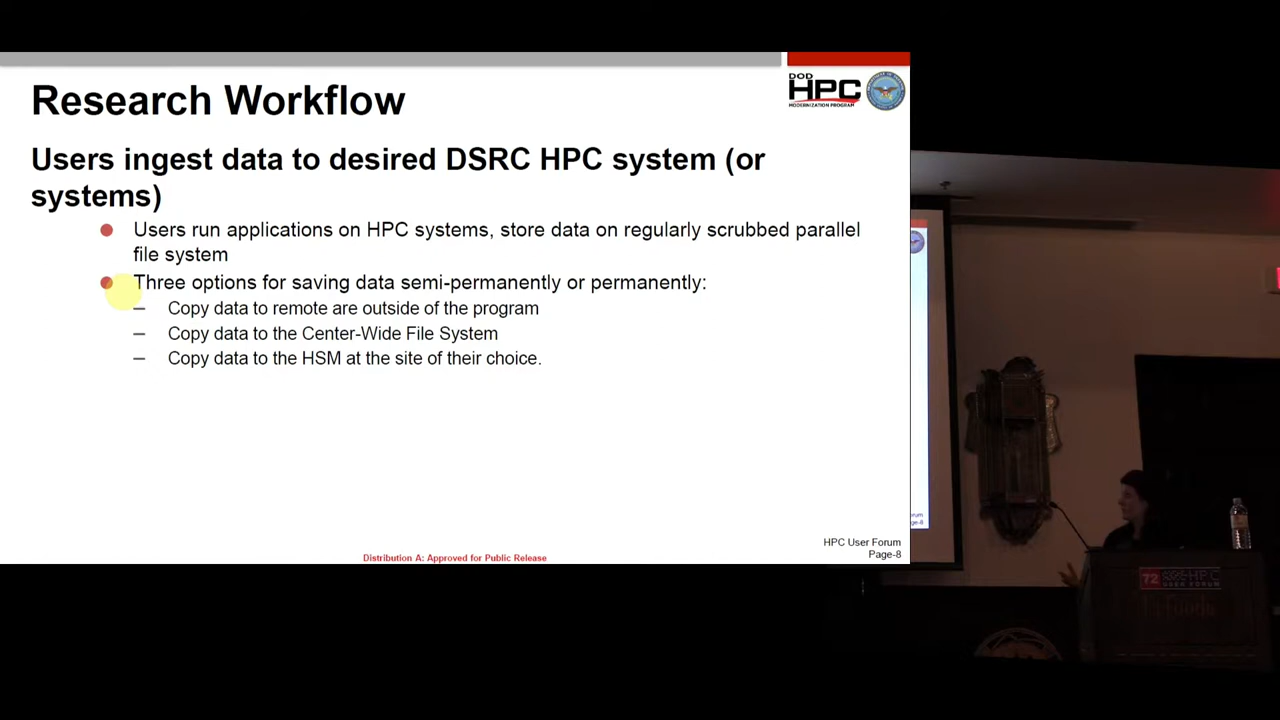 Research Workflow
DOD
HPC
MODERNIZATION PROGRAM
Users ingest data to desired DSRC HPC system (or
systems)
Users run applications on HPC systems, store data on regularly scrubbed parallel
file system
Three options for saving data semi-permanently or permanently:
– Copy data to remote are outside of the program
– Copy data to the Center-Wide File System
– Copy data to the HSM at the site of their choice.
Distribution A: Approved for Public Release
HPC User Forum
Page-8
72 HPC
USER FORUM